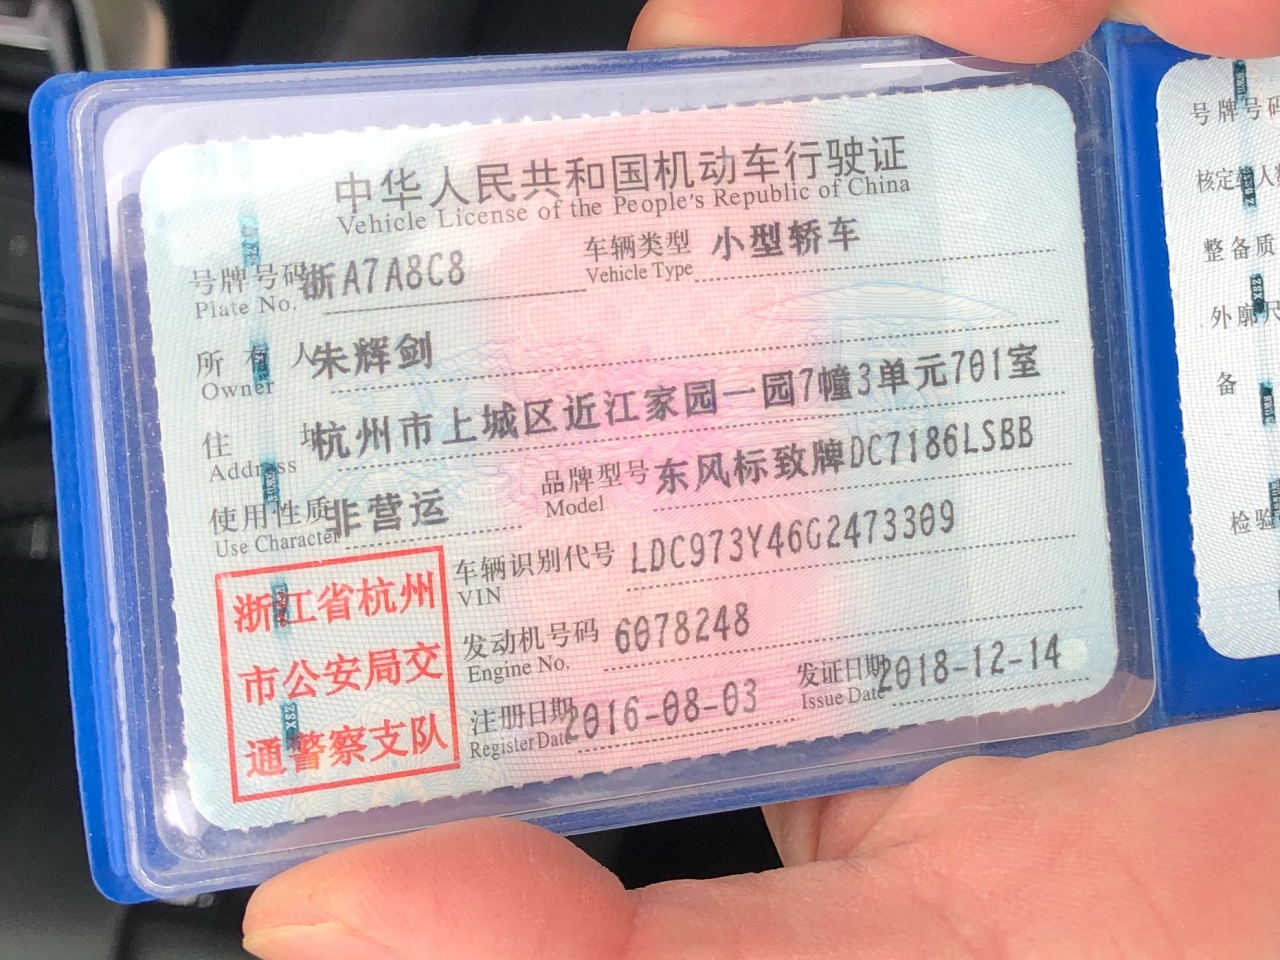 中华人民共和国机动车行驶证
Vehicle License of the People's Republic of China
号牌号码 浙A7A8C8 车辆类型 小型轿车
Plate No. Vehicle Type
所有人 朱辉剑
Owner
住址 杭州市上城区近江家园一园7幢3单元701室
Address
使用性质 非营运 品牌型号 东风标致牌DC7186LSBB
Use Character Model
车辆识别代号 LDC973Y46G2473309
VIN
发动机号码 6078248
Engine No.
注册日期 2016-08-03 发证日期 2018-12-14
Register Date Issue Date
浙江省杭州
市公安局交
通警察支队
号牌号码
核定载人数
整备质
外廓尺
备
检验